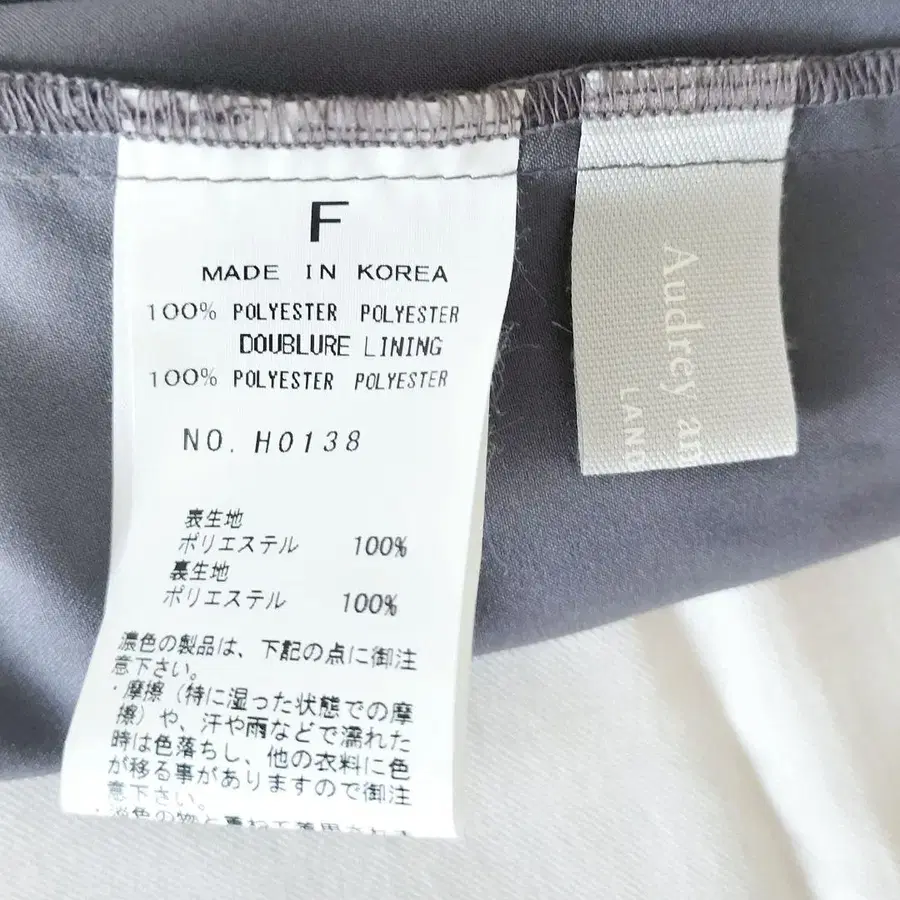 F
MADE IN KOREA
100% POLYESTER POLYESTER
DOUBLURE LINING
100% POLYESTER POLYESTER
NO. H0138
表生地
ポリエステル 100%
裏生地
ポリエステル 100%
濃色の製品は、下記の点に御注
意下さい。
・摩擦（特に湿った状態での摩
擦）や、汗や雨などで濡れた
時は色落ちし、他の衣料に色
が移る事がありますので御注
意下さい。
Audrey an
LAND